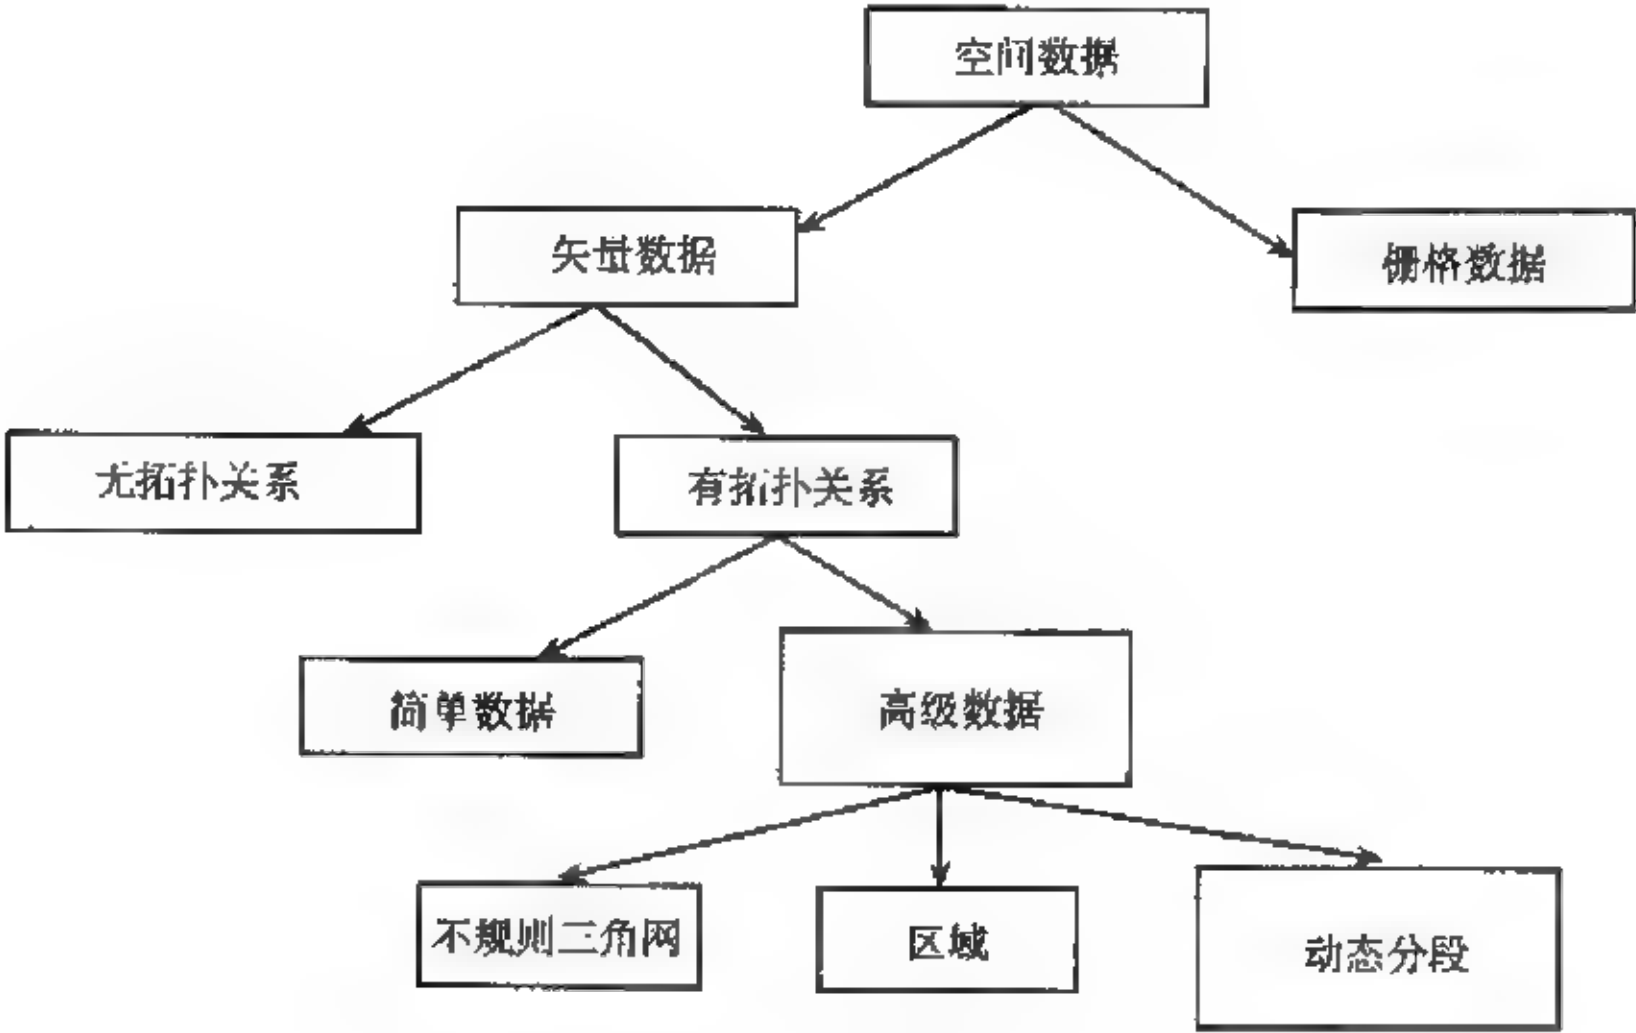 空间数据
矢量数据
栅格数据
无拓扑关系
有拓扑关系
简单数据
高级数据
不规则三角网
区域
动态分段